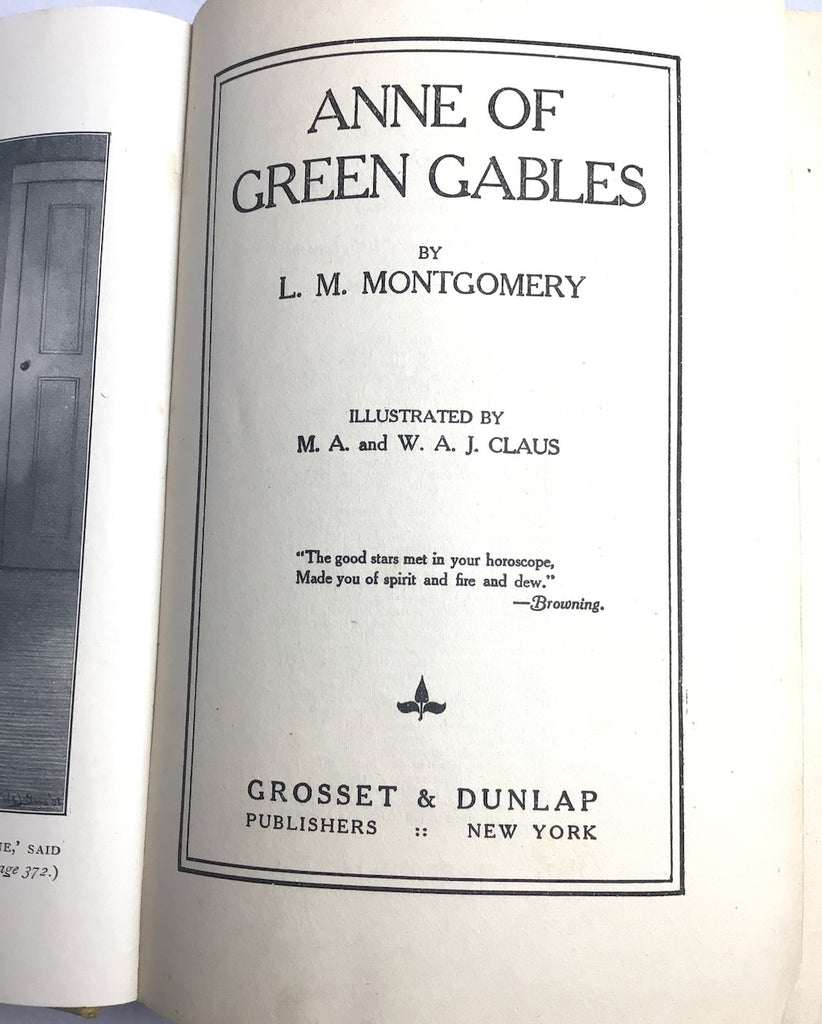 NE,' SAID
age 372.)
ANNE OF
GREEN GABLES
BY
L. M. MONTGOMERY
ILLUSTRATED BY
M. A. and W. A. J. CLAUS
"The good stars met in your horoscope,
Made you of spirit and fire and dew."
—Browning.
GROSSET & DUNLAP
PUBLISHERS :: NEW YORK